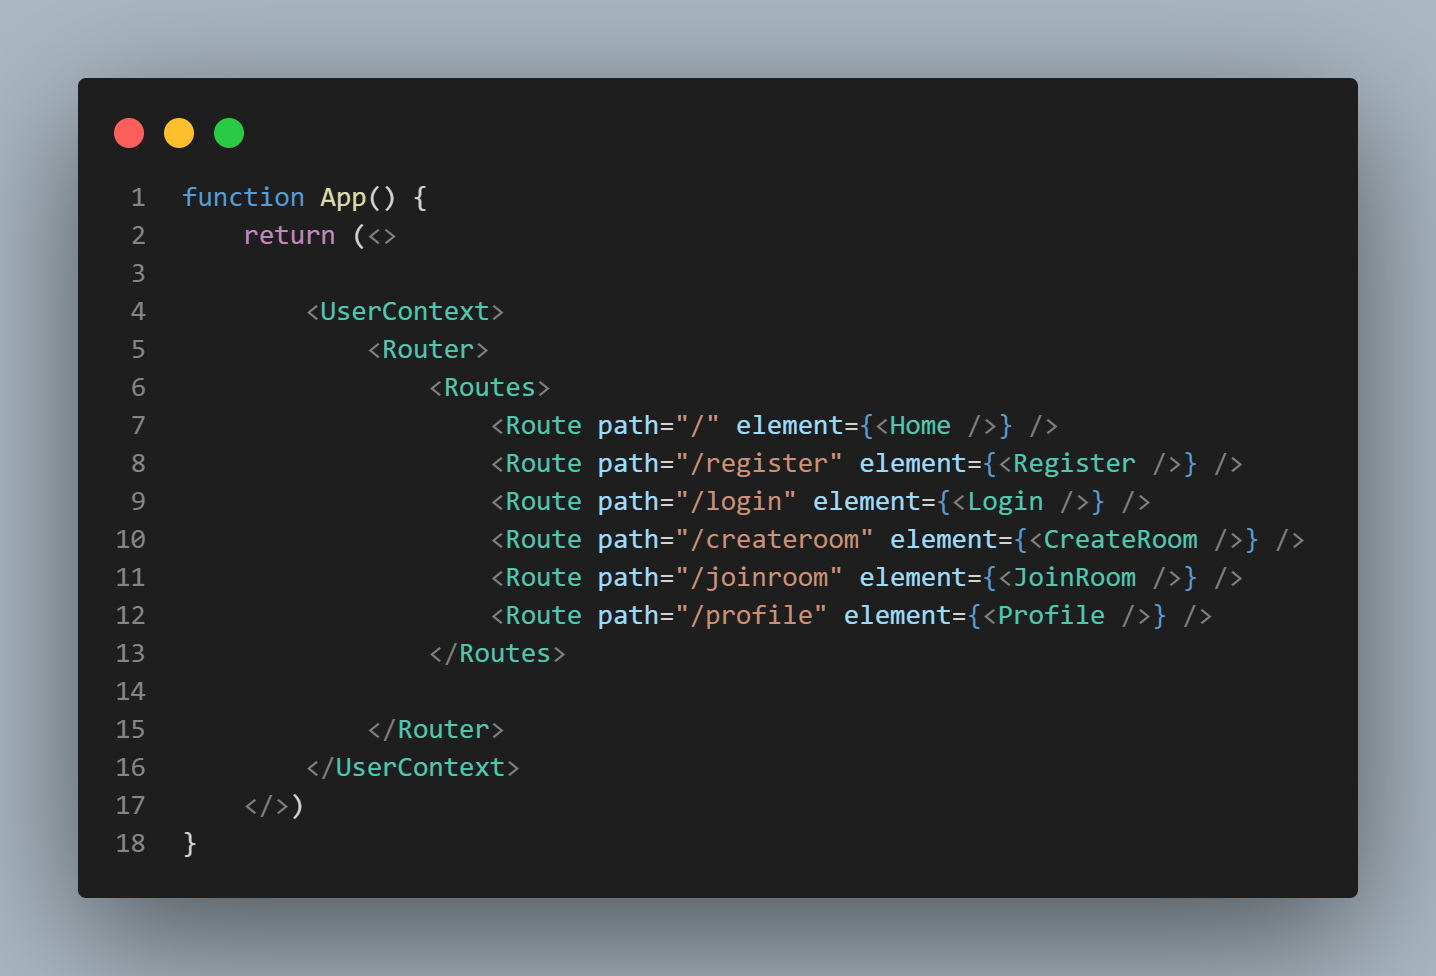 1 function App() {
2     return (<>
3
4         <UserContext>
5             <Router>
6                 <Routes>
7                     <Route path="/" element={<Home />} />
8                     <Route path="/register" element={<Register />} />
9                     <Route path="/login" element={<Login />} />
10                     <Route path="/createroom" element={<CreateRoom />} />
11                     <Route path="/joinroom" element={<JoinRoom />} />
12                     <Route path="/profile" element={<Profile />} />
13                 </Routes>
14
15             </Router>
16         </UserContext>
17     </>)
18 }